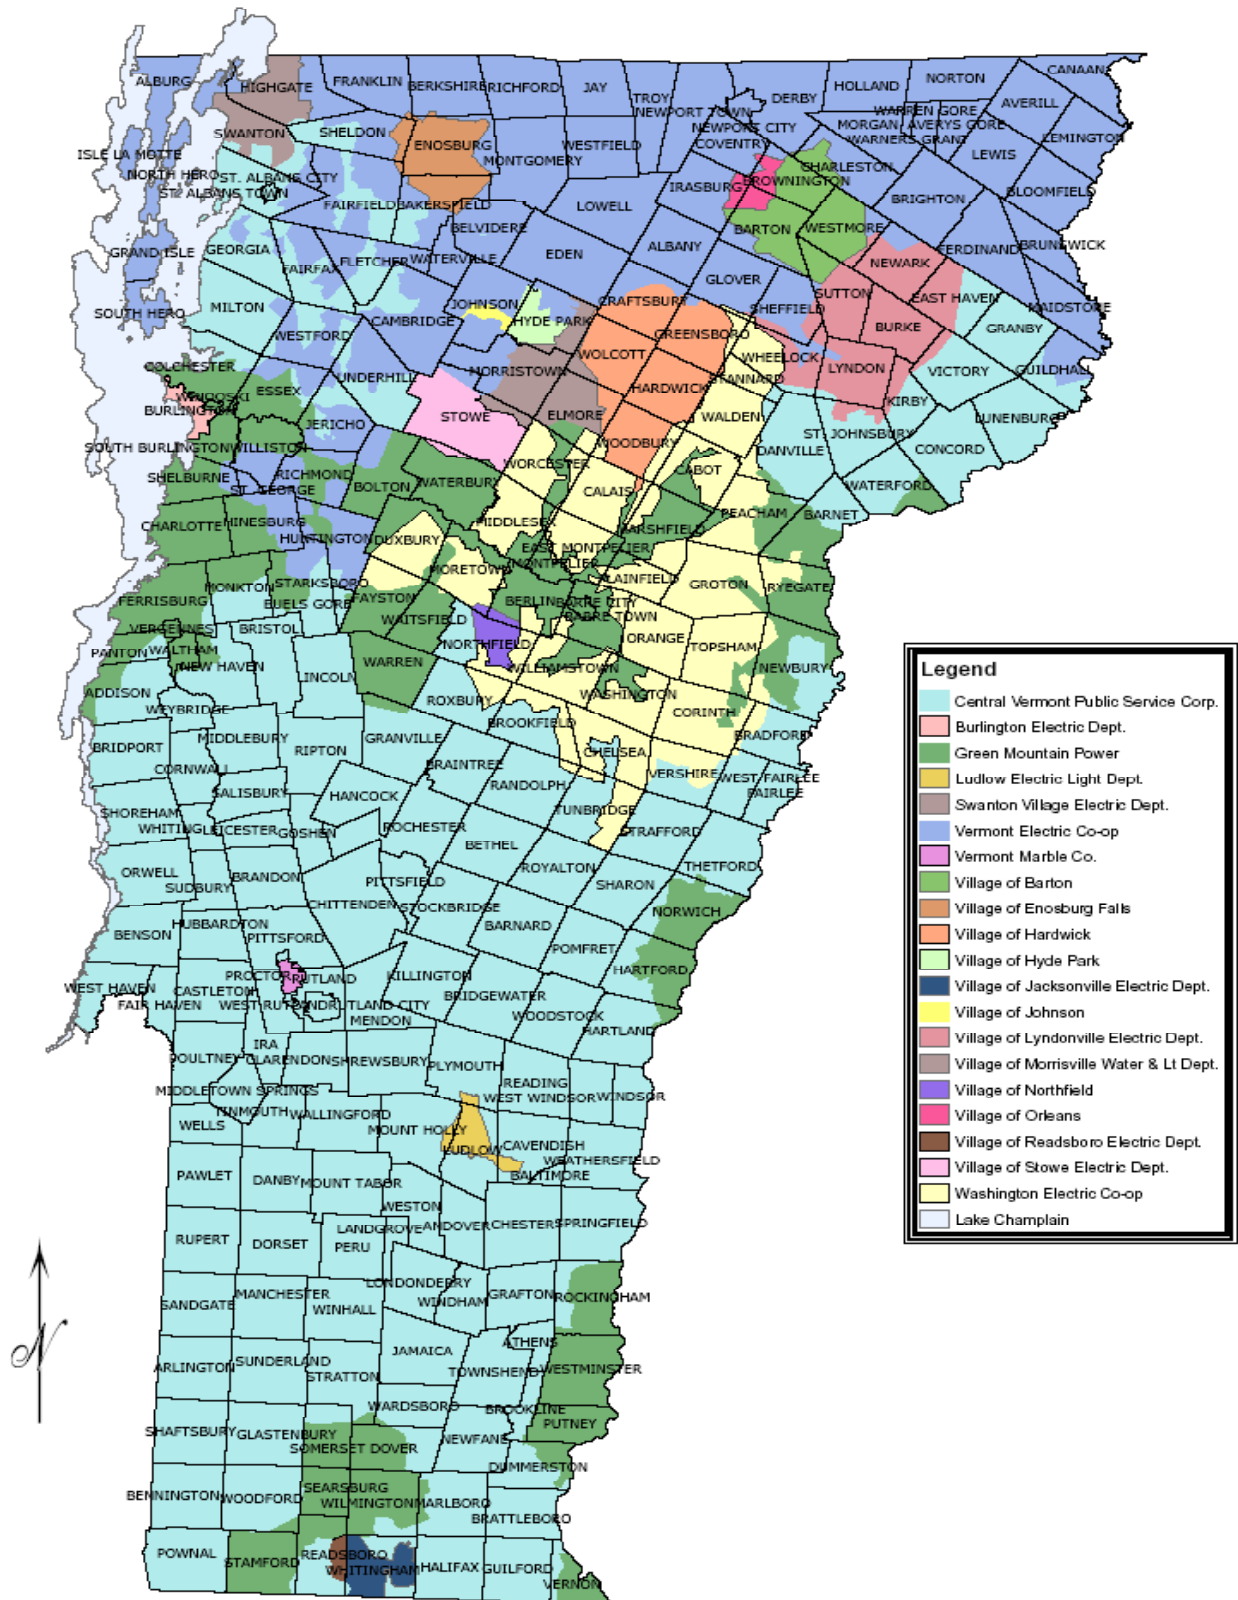 ALBURG
HIGHGATE
FRANKLIN
BERKSHIRE
RICHFORD
JAY
TROY
NEWPORT TOWN
DERBY
HOLLAND
NORTON
CANAAN
AVERILL
WARREN GORE
SWANTON
SHELDON
ENOSBURG
MONTGOMERY
WESTFIELD
NEWPORT CITY
COVENTRY
MORGAN
AVERYS GORE
WARNERS GRANT
LEMINGTON
LEWIS
ISLE LA MOTTE
NORTH HERO
ST. ALBANS CITY
ST. ALBANS TOWN
FAIRFIELD
BAKERSFIELD
LOWELL
IRASBURG
BROWNINGTON
CHARLESTON
BRIGHTON
BLOOMFIELD
BELVIDERE
BARTON
WESTMORE
GRAND ISLE
GEORGIA
FAIRFAX
FLETCHER
WATERVILLE
EDEN
ALBANY
GLOVER
NEWARK
FERDINAND
BRUNSWICK
SOUTH HERO
MILTON
JOHNSON
HYDE PARK
CRAFTSBURY
SHEFFIELD
SUTTON
EAST HAVEN
MAIDSTORE
WESTFORD
CAMBRIDGE
GREENSBORO
BURKE
GRANBY
COLCHESTER
UNDERHILL
MORRISTOWN
WOLCOTT
WHEELOCK
LYNDON
VICTORY
GUILDHALL
WINOOSKI
ESSEX
HARDWICK
STANNARD
KIRBY
BURLINGTON
JERICHO
STOWE
ELMORE
WALDEN
LUNENBURG
SOUTH BURLINGTON
WILLISTON
WOODBURY
DANVILLE
ST. JOHNSBURY
CONCORD
SHELBURNE
ST. GEORGE
RICHMOND
BOLTON
WATERBURY
WORCESTER
CALAIS
CABOT
WATERFORD
CHARLOTTE
HINESBURG
HUNTINGTON
DUXBURY
MIDDLESEX
MARSHFIELD
PEACHAM
BARNET
EAST MONTPELIER
MONTPELIER
MORETOWN
PLAINFIELD
GROTON
RYEGATE
FERRISBURG
MONKTON
STARKSBORO
BUELS GORE
FAYSTON
WAITSFIELD
BERLIN
BARRE CITY
BARRE TOWN
VERGENNES
BRISTOL
NORTHFIELD
ORANGE
TOPSHAM
PANTON
WALTHAM
NEW HAVEN
LINCOLN
WARREN
WILLIAMSTOWN
NEWBURY
ADDISON
WEYBRIDGE
ROXBURY
WASHINGTON
CORINTH
BROOKFIELD
BRIDPORT
MIDDLEBURY
RIPTON
GRANVILLE
CHELSEA
BRADFORD
CORNWALL
BRAINTREE
RANDOLPH
VERSHIRE
WEST FAIRLEE
FAIRLEE
SALISBURY
HANCOCK
SHOREHAM
WHITING
LEICESTER
GOSHEN
ROCHESTER
TUNBRIDGE
STRAFFORD
BETHEL
ORWELL
SUDBURY
BRANDON
PITTSFIELD
ROYALTON
SHARON
THETFORD
CHITTENDEN
STOCKBRIDGE
NORWICH
BENSON
HUBBARDTON
PITTSFORD
BARNARD
POMFRET
HARTFORD
WEST HAVEN
PROCTOR
RUTLAND
KILLINGTON
CASTLETON
BRIDGEWATER
FAIR HAVEN
WEST RUTLAND
RUTLAND CITY
MENDON
WOODSTOCK
HARTLAND
POULTNEY
IRA
CLARENDON
SHREWSBURY
PLYMOUTH
READING
MIDDLETOWN SPRINGS
WEST WINDSOR
WINDSOR
TINMOUTH
WALLINGFORD
WELLS
MOUNT HOLLY
LUDLOW
CAVENDISH
WEATHERSFIELD
BALTIMORE
PAWLET
DANBY
MOUNT TABOR
WESTON
LANDGROVE
ANDOVER
CHESTER
SPRINGFIELD
RUPERT
DORSET
PERU
LONDONDERRY
WINDHAM
GRAFTON
ROCKINGHAM
SANDGATE
MANCHESTER
WINHALL
ATHENS
JAMAICA
ARLINGTON
SUNDERLAND
STRATTON
TOWNSHEND
WESTMINSTER
WARDSBORO
BROOKLINE
PUTNEY
SHAFTSBURY
GLASTENBURY
SOMERSET
DOVER
NEWFANE
DUMMERSTON
BENNINGTON
WOODFORD
SEARSBURG
WILMINGTON
MARLBORO
BRATTLEBORO
POWNAL
STAMFORD
READSBORO
WHITINGHAM
HALIFAX
GUILFORD
VERNON
N
Legend
Central Vermont Public Service Corp.
Burlington Electric Dept.
Green Mountain Power
Ludlow Electric Light Dept.
Swanton Village Electric Dept.
Vermont Electric Co-op
Vermont Marble Co.
Village of Barton
Village of Enosburg Falls
Village of Hardwick
Village of Hyde Park
Village of Jacksonville Electric Dept.
Village of Johnson
Village of Lyndonville Electric Dept.
Village of Morrisville Water & Lt Dept.
Village of Northfield
Village of Orleans
Village of Readsboro Electric Dept.
Village of Stowe Electric Dept.
Washington Electric Co-op
Lake Champlain